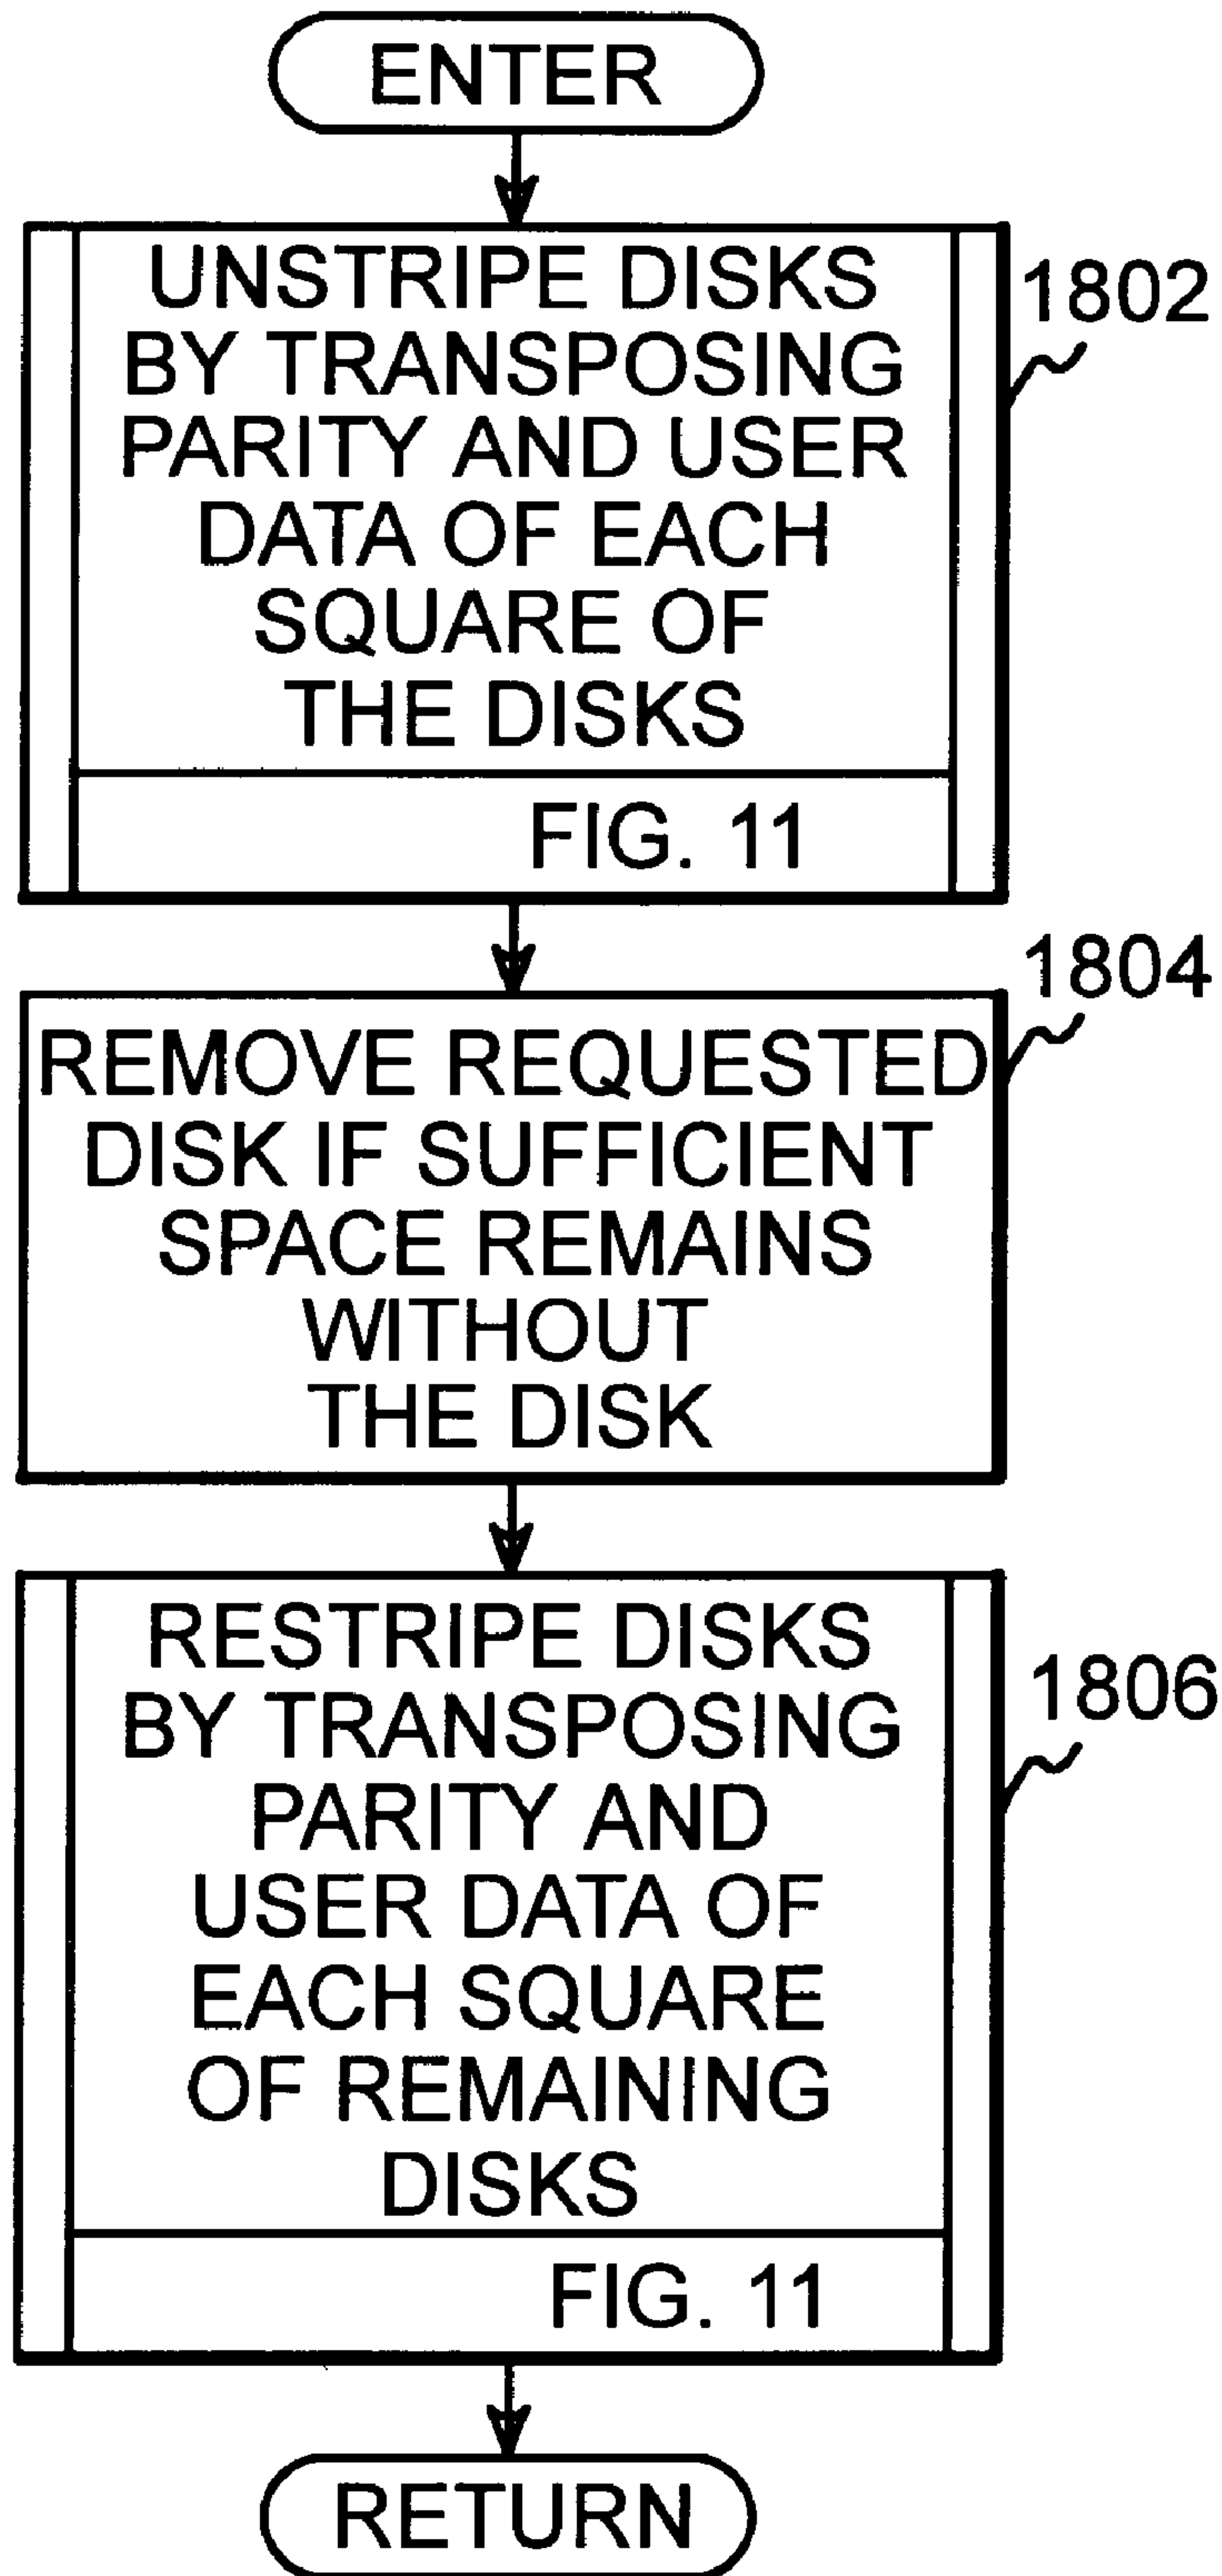 ENTER
UNSTRIPE DISKS
BY TRANSPOSING
PARITY AND USER
DATA OF EACH
SQUARE OF
THE DISKS
FIG. 11
1802
REMOVE REQUESTED
DISK IF SUFFICIENT
SPACE REMAINS
WITHOUT
THE DISK
1804
RESTRIPE DISKS
BY TRANSPOSING
PARITY AND
USER DATA OF
EACH SQUARE
OF REMAINING
DISKS
FIG. 11
1806
RETURN